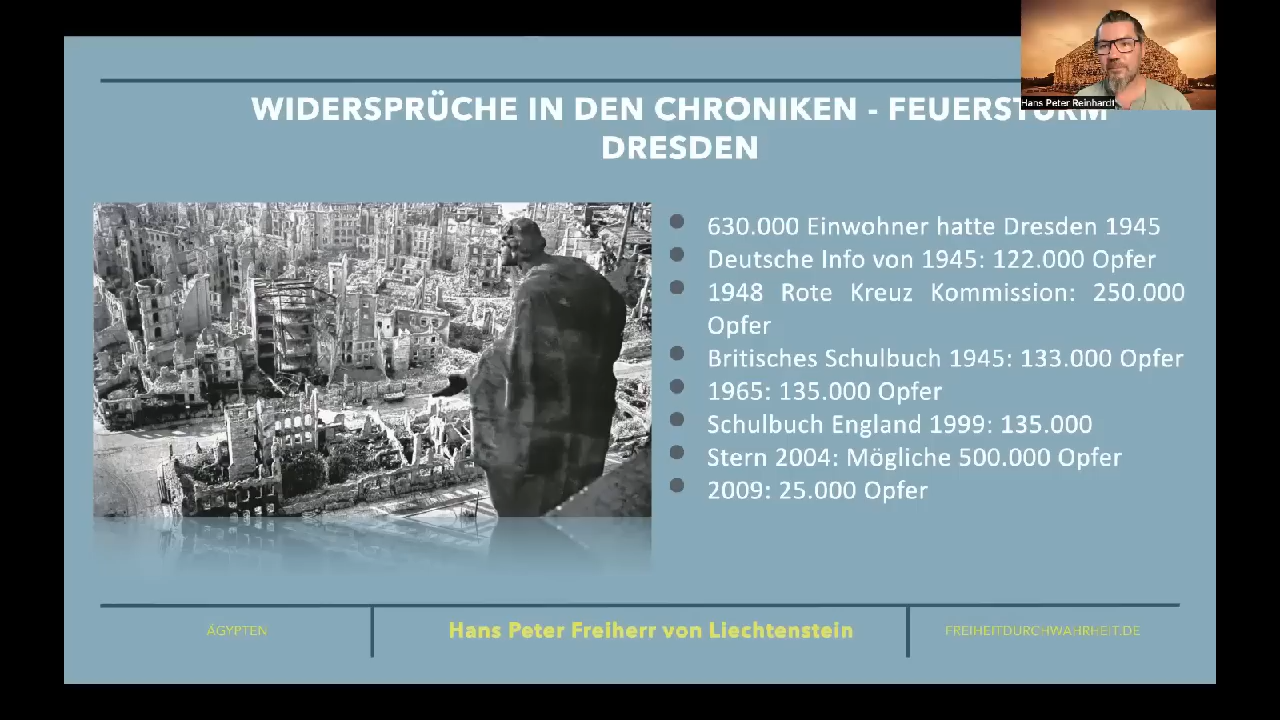 Hans Peter Reinhardt
WIDERSPRÜCHE IN DEN CHRONIKEN - FEUERSTURM
DRESDEN
630.000 Einwohner hatte Dresden 1945
Deutsche Info von 1945: 122.000 Opfer
1948 Rote Kreuz Kommission: 250.000
Opfer
Britisches Schulbuch 1945: 133.000 Opfer
1965: 135.000 Opfer
Schulbuch England 1999: 135.000
Stern 2004: Mögliche 500.000 Opfer
2009: 25.000 Opfer
ÄGYPTEN
Hans Peter Freiherr von Liechtenstein
FREIHEITDURCHWAHRHEIT.DE